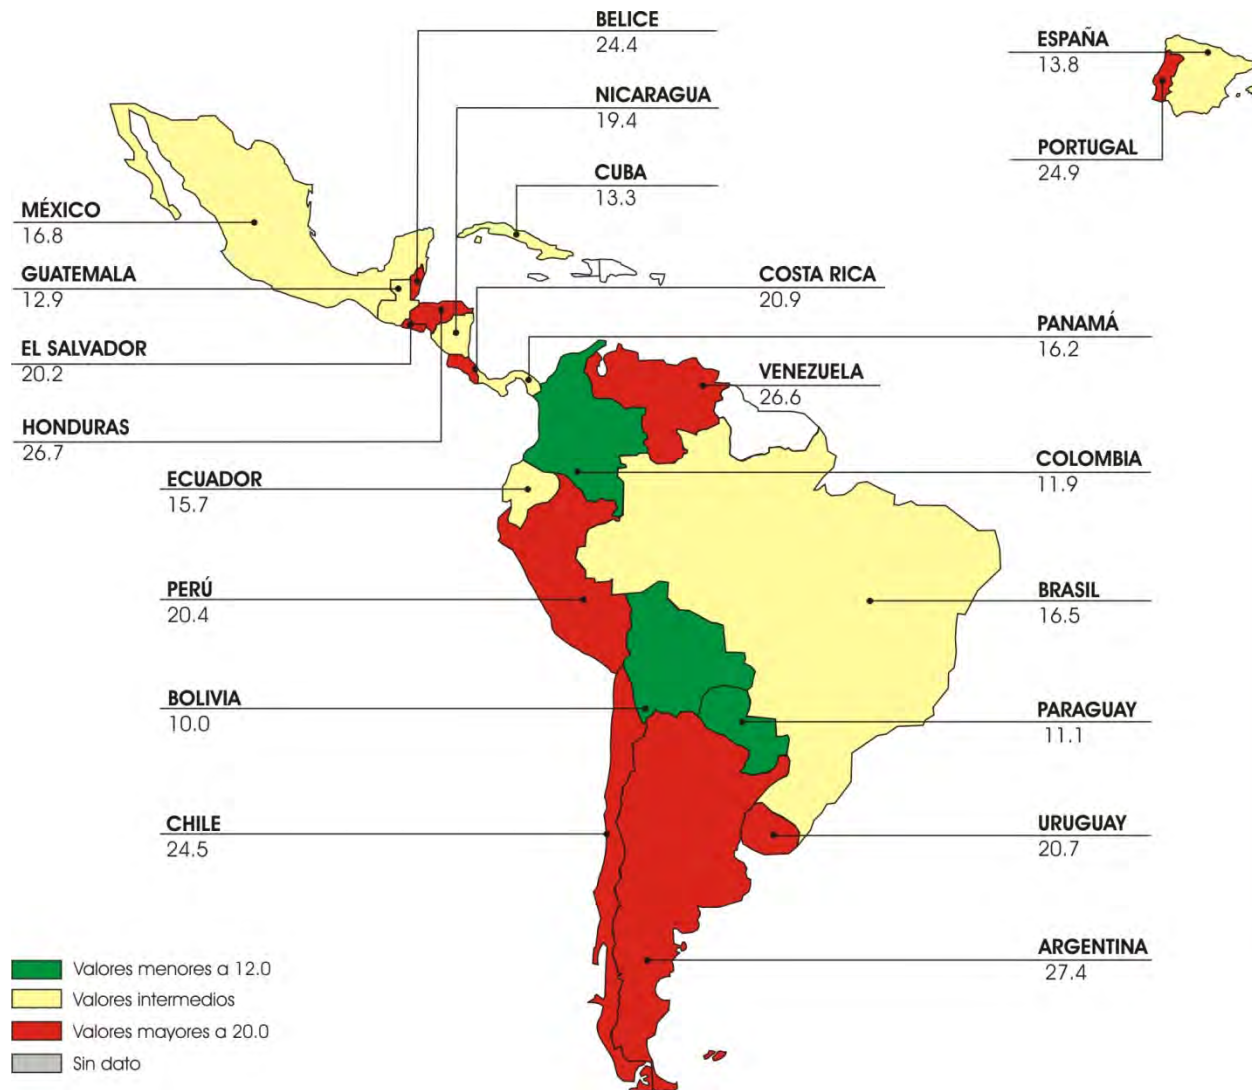 BELICE
24.4
ESPAÑA
13.8
NICARAGUA
19.4
PORTUGAL
24.9
CUBA
13.3
MÉXICO
16.8
GUATEMALA
12.9
COSTA RICA
20.9
PANAMÁ
16.2
EL SALVADOR
20.2
VENEZUELA
26.6
HONDURAS
26.7
COLOMBIA
11.9
ECUADOR
15.7
PERÚ
20.4
BRASIL
16.5
BOLIVIA
10.0
PARAGUAY
11.1
CHILE
24.5
URUGUAY
20.7
ARGENTINA
27.4
Valores menores a 12.0
Valores intermedios
Valores mayores a 20.0
Sin dato